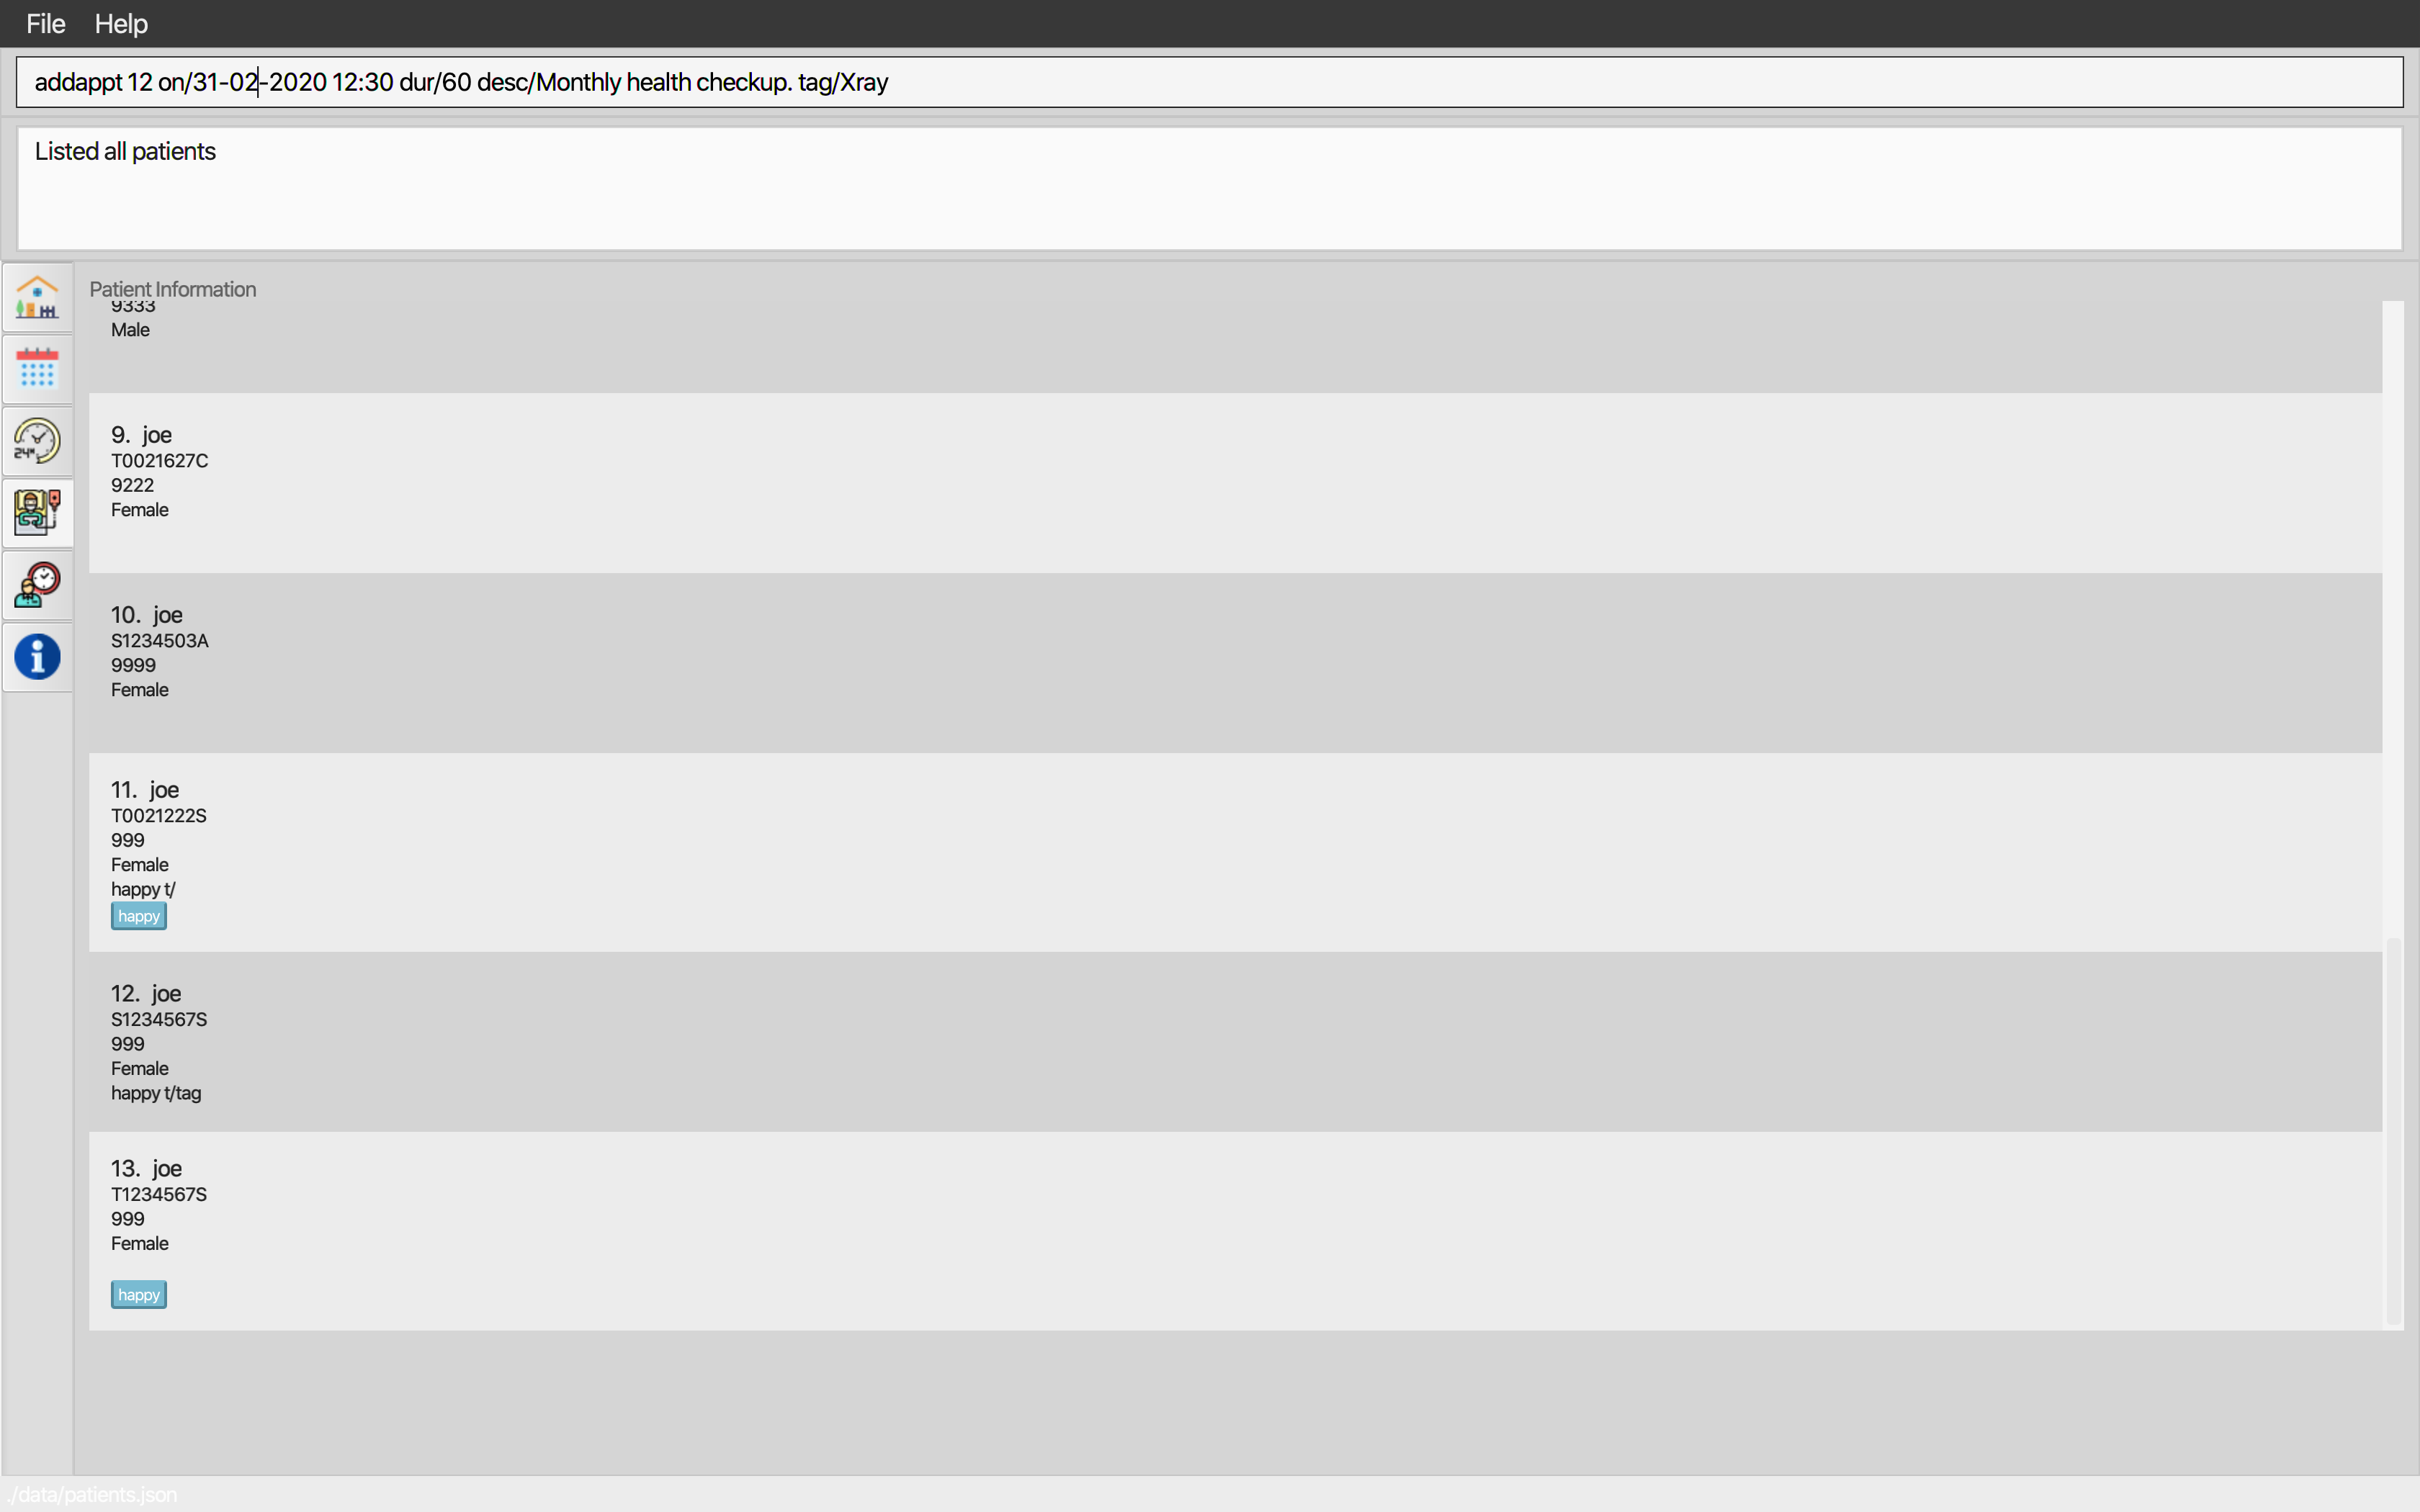 File Help
addappt 12 on/31-02-2020 12:30 dur/60 desc/Monthly health checkup. tag/Xray
Listed all patients
Patient Information
9333
Male
9. joe
T0021627C
9222
Female
10. joe
S1234503A
9999
Female
11. joe
T0021222S
999
Female
happy t/
happy
12. joe
S1234567S
999
Female
happy t/tag
13. joe
T1234567S
999
Female
happy
./data/patients.json